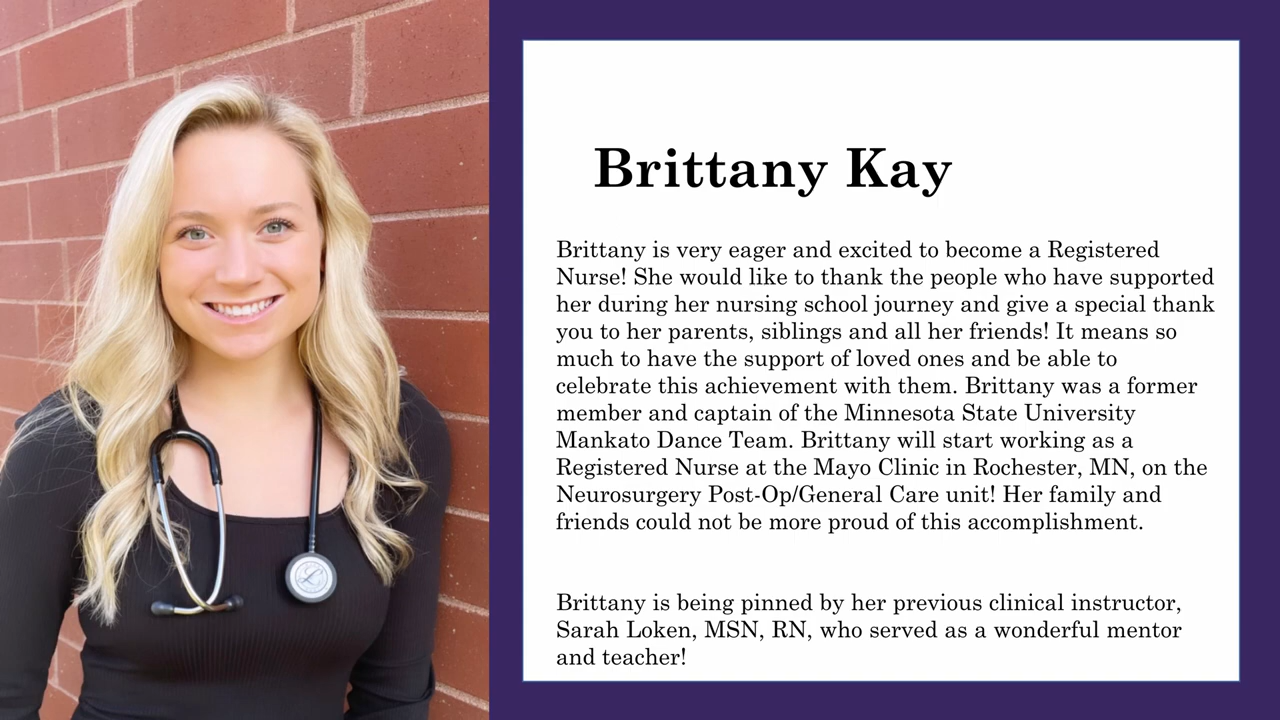 Brittany Kay
Brittany is very eager and excited to become a Registered
Nurse! She would like to thank the people who have supported
her during her nursing school journey and give a special thank
you to her parents, siblings and all her friends! It means so
much to have the support of loved ones and be able to
celebrate this achievement with them. Brittany was a former
member and captain of the Minnesota State University
Mankato Dance Team. Brittany will start working as a
Registered Nurse at the Mayo Clinic in Rochester, MN, on the
Neurosurgery Post-Op/General Care unit! Her family and
friends could not be more proud of this accomplishment.
Brittany is being pinned by her previous clinical instructor,
Sarah Loken, MSN, RN, who served as a wonderful mentor
and teacher!